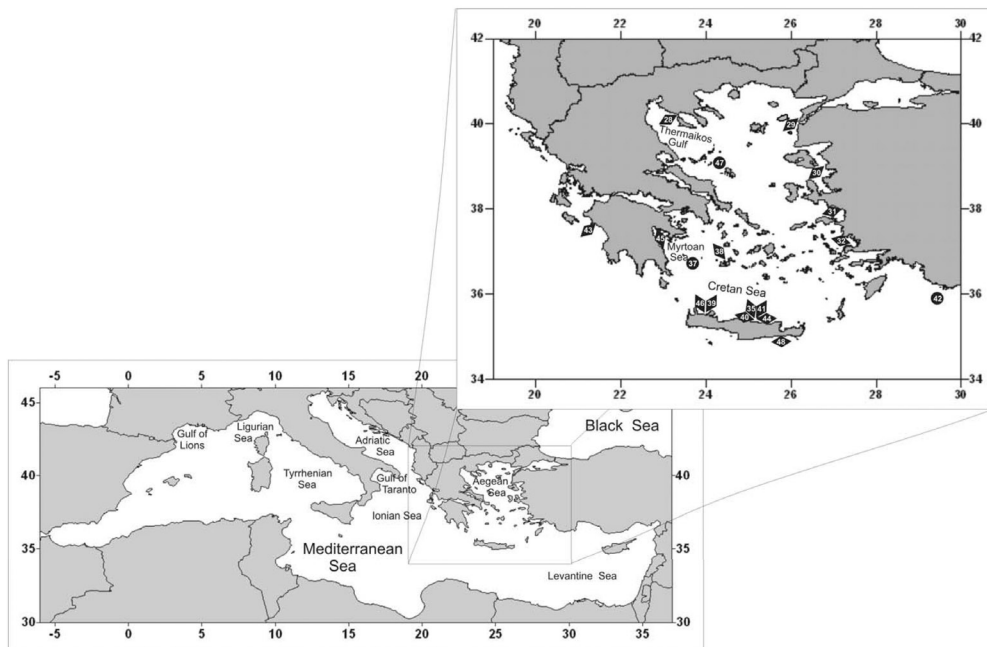 20 22 24 26 28 30
42 42
40 40
28
29
Thermaikos
Gulf
47
30
38 38
31
43
45
32
38
Myrtoan
Sea
37
Cretan Sea
36 36
42
46 39 35 41
40 44
48
34 34
20 22 24 26 28 30
-5 0 5 10 15 20
45
Black Sea
Ligurian
Sea
Gulf of
Lions
Adriatic
Sea
40 40
Tyrrhenian
Sea
Gulf of
Taranto
Aegean
Sea
Ionian Sea
35 35
Mediterranean
Sea
Levantine Sea
30 30
-5 0 5 10 15 20 25 30 35